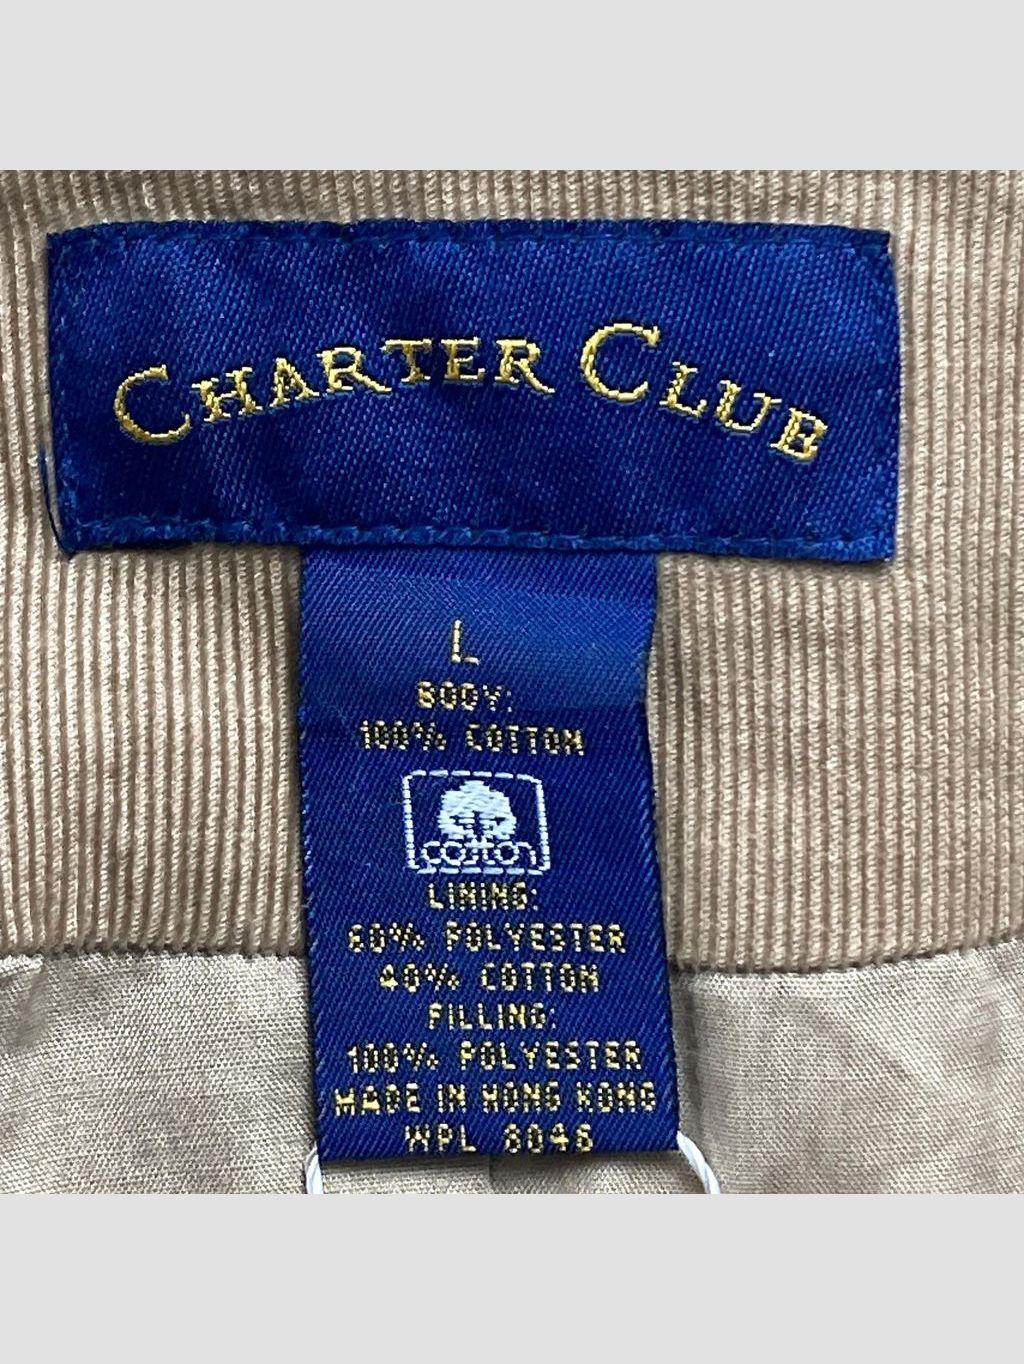 CHARTER CLUB
L
BODY:
100% COTTON
cotton
LINING:
60% POLYESTER
40% COTTON
FILLING:
100% POLYESTER
MADE IN HONG KONG
WPL 8046